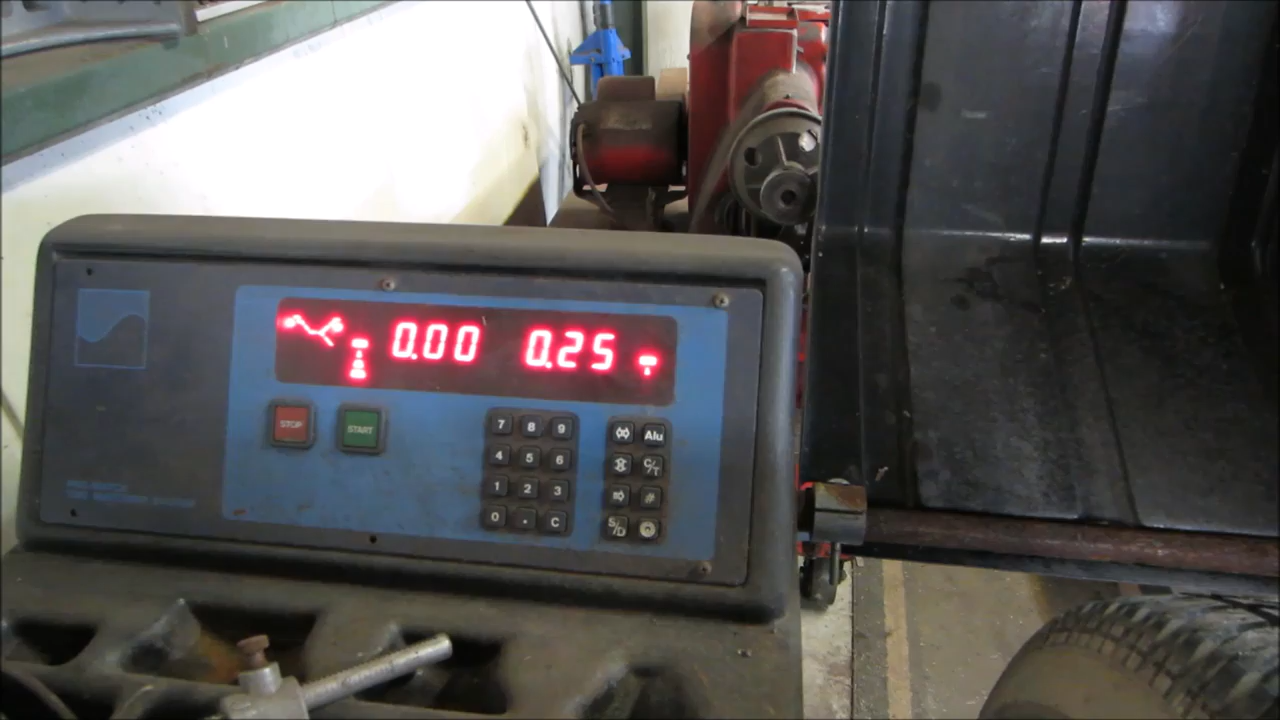 0.00 0.25
STOP START
7 8 9
4 5 6
1 2 3
0 . C
Alu
C/T
#
S/D